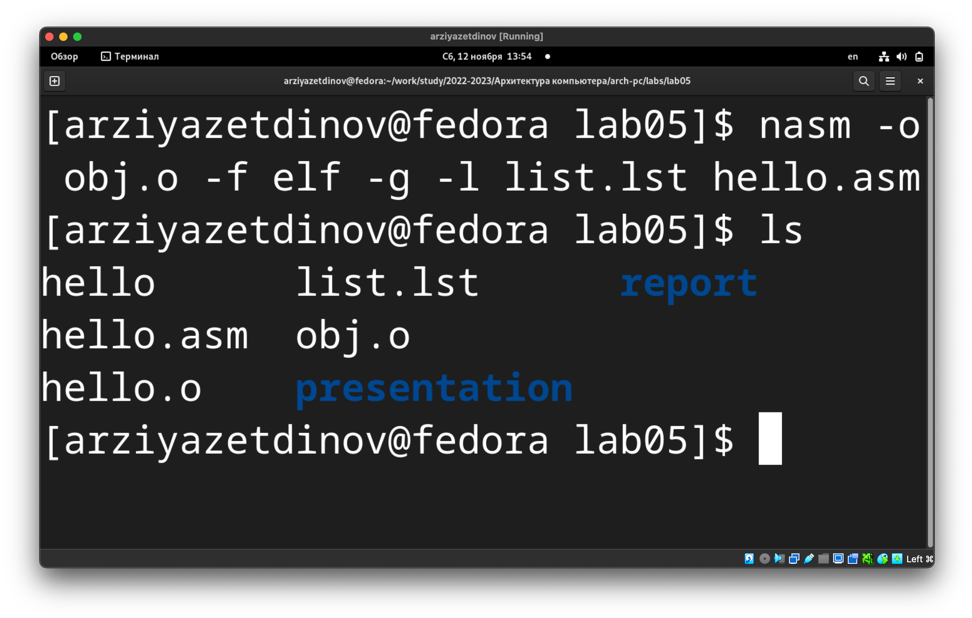 arziyazetdinov [Running]
Обзор Терминал Сб, 12 ноября 13:54 en
arziyazetdinov@fedora:~/work/study/2022-2023/Архитектура компьютера/arch-pc/labs/lab05
[arziyazetdinov@fedora lab05]$ nasm -o
obj.o -f elf -g -l list.lst hello.asm
[arziyazetdinov@fedora lab05]$ ls
hello list.lst report
hello.asm obj.o
hello.o presentation
[arziyazetdinov@fedora lab05]$
Left ⌘